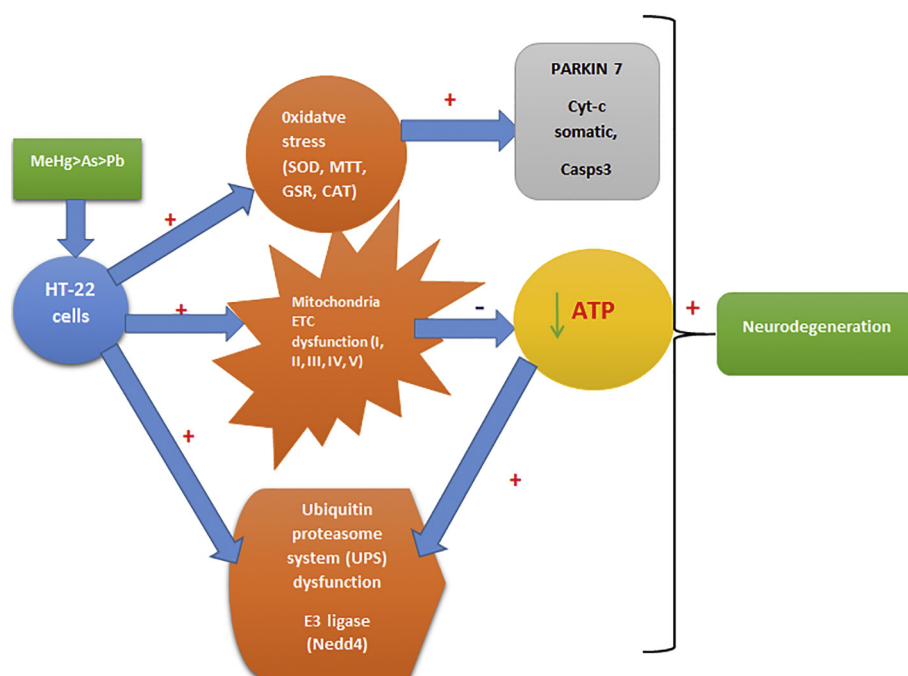 MeHg>As>Pb
HT-22
cells
+
+
+
0xidatve
stress
(SOD, MTT,
GSR, CAT)
+
PARKIN 7
Cyt-c
somatic,
Casps3
Mitochondria
ETC
dysfunction (I,
II, III, IV, V)
-
ATP
+
Ubiquitin
proteasome
system (UPS)
dysfunction
E3 ligase
(Nedd4)
+
Neurodegeneration